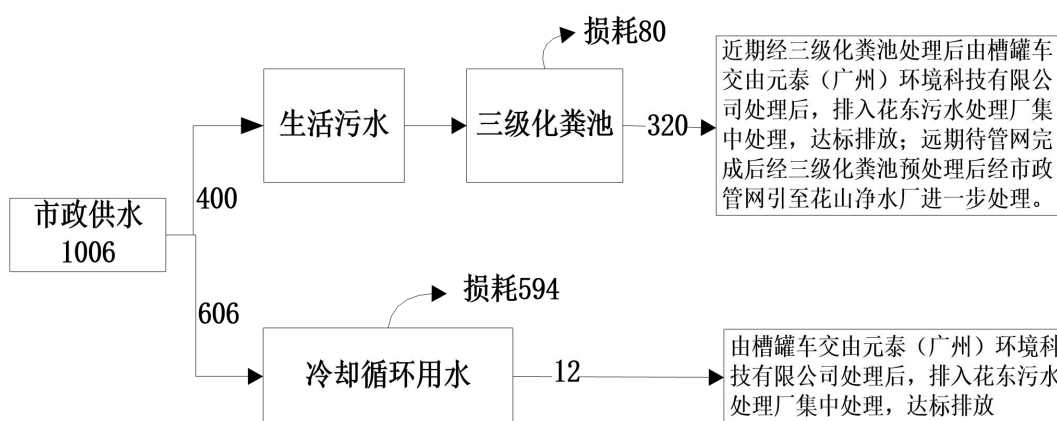 损耗80
近期经三级化粪池处理后由槽罐车
交由元泰（广州）环境科技有限公
司处理后，排入花东污水处理厂集
中处理，达标排放；远期待管网完
成后经三级化粪池预处理后经市政
管网引至花山净水厂进一步处理。
生活污水
三级化粪池
320
400
市政供水
1006
606
损耗594
冷却循环用水
12
由槽罐车交由元泰（广州）环境科
技有限公司处理后，排入花东污水
处理厂集中处理，达标排放